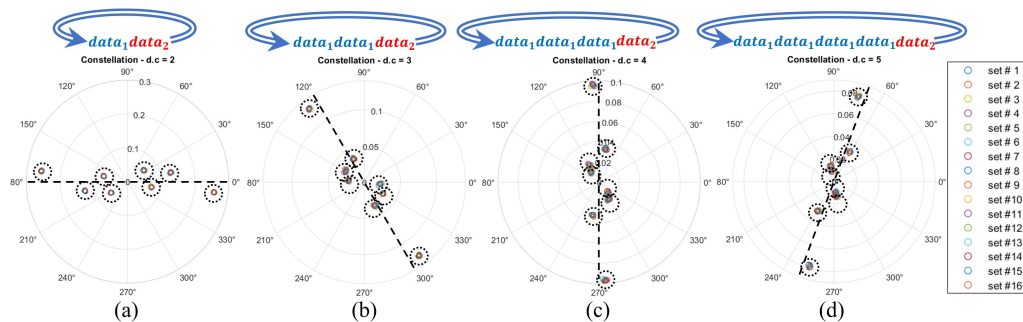 data₁data₂
data₁data₁data₂
data₁data₁data₁data₂
data₁data₁data₁data₁data₂
Constellation - d.c = 2
90°
0.3
120°
60°
0.2
150°
30°
0.1
0
80°
0°
210°
330°
240°
300°
270°
(a)
Constellation - d.c = 3
90°
120°
60°
0.1
150°
30°
0.05
180°
0°
210°
330°
240°
300°
270°
(b)
Constellation - d.c = 4
90°
0.1
120°
60°
0.08
0.06
150°
30°
0.02
180°
0°
210°
330°
240°
300°
270°
(c)
Constellation - d.c = 5
90°
120°
60°
0.06
150°
30°
0.04
180°
0°
210°
330°
240°
300°
270°
(d)
set # 1
set # 2
set # 3
set # 4
set # 5
set # 6
set # 7
set # 8
set # 9
set #10
set #11
set #12
set #13
set #14
set #15
set #16